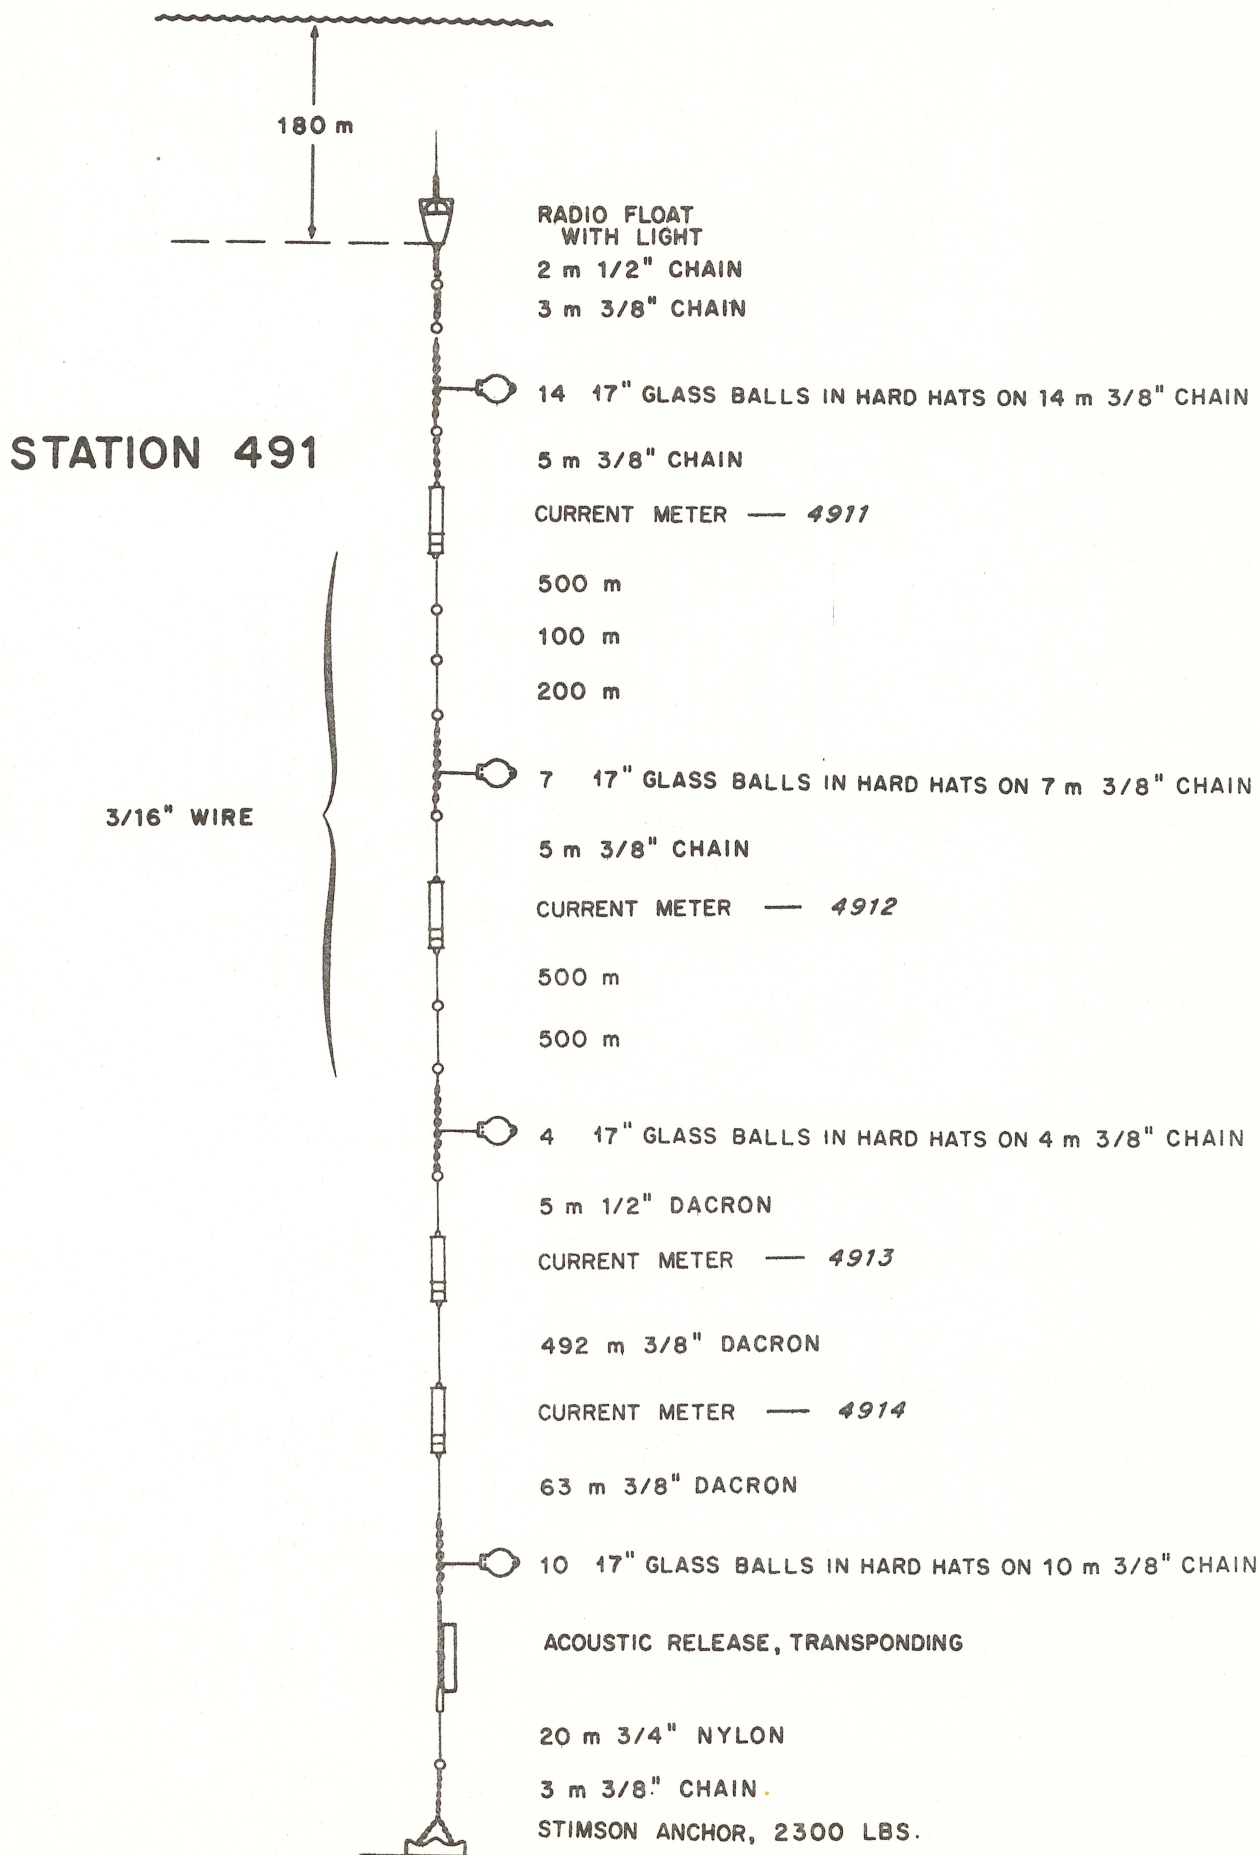 180 m
RADIO FLOAT
WITH LIGHT
2 m 1/2" CHAIN
3 m 3/8" CHAIN
14 17" GLASS BALLS IN HARD HATS ON 14 m 3/8" CHAIN
STATION 491
5 m 3/8" CHAIN
CURRENT METER — 4911
500 m
100 m
200 m
7 17" GLASS BALLS IN HARD HATS ON 7 m 3/8" CHAIN
3/16" WIRE
5 m 3/8" CHAIN
CURRENT METER — 4912
500 m
500 m
4 17" GLASS BALLS IN HARD HATS ON 4 m 3/8" CHAIN
5 m 1/2" DACRON
CURRENT METER — 4913
492 m 3/8" DACRON
CURRENT METER — 4914
63 m 3/8" DACRON
10 17" GLASS BALLS IN HARD HATS ON 10 m 3/8" CHAIN
ACOUSTIC RELEASE, TRANSPONDING
20 m 3/4" NYLON
3 m 3/8" CHAIN
STIMSON ANCHOR, 2300 LBS.